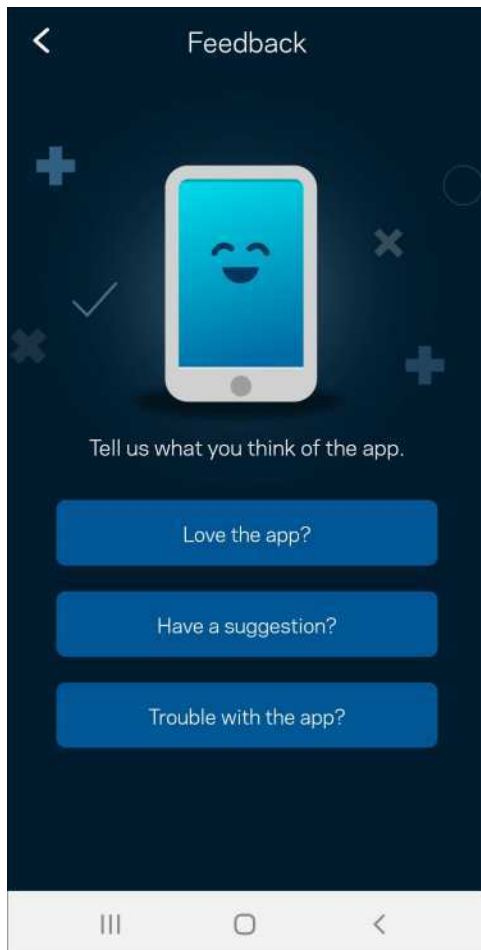 Feedback
Tell us what you think of the app.
Love the app?
Have a suggestion?
Trouble with the app?